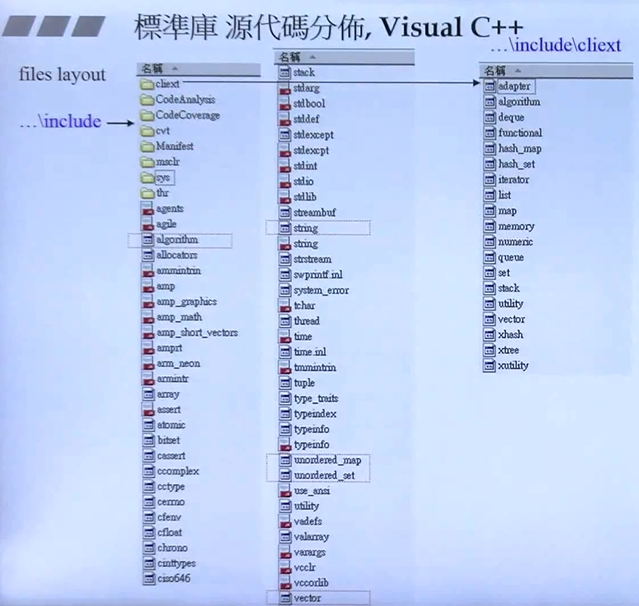 標準庫 源代碼分佈, Visual C++
…\include\cliext
files layout
…\include
名稱
cliext
CodeAnalysis
CodeCoverage
cvt
Manifest
msclr
sys
thr
agents
agile
algorithm
allocators
ammintrin
amp
amp_graphics
amp_math
amp_short_vectors
amprt
arm_neon
armintr
array
assert
atomic
bitset
cassert
ccomplex
cctype
cerrno
cfenv
cfloat
chrono
cinttypes
ciso646
名稱
stack
stdarg
stdbool
stddef
stdexcept
stdexcpt
stdint
stdio
stdlib
streambuf
string
string
strstream
swprintf.inl
system_error
tchar
thread
time
time.inl
tmmintrin
tuple
type_traits
typeindex
typeinfo
typeinfo
unordered_map
unordered_set
use_ansi
utility
vadefs
valarray
varargs
vcclr
vccorlib
vector
名稱
adapter
algorithm
deque
functional
hash_map
hash_set
iterator
list
map
memory
numeric
queue
set
stack
utility
vector
xhash
xtree
xutility